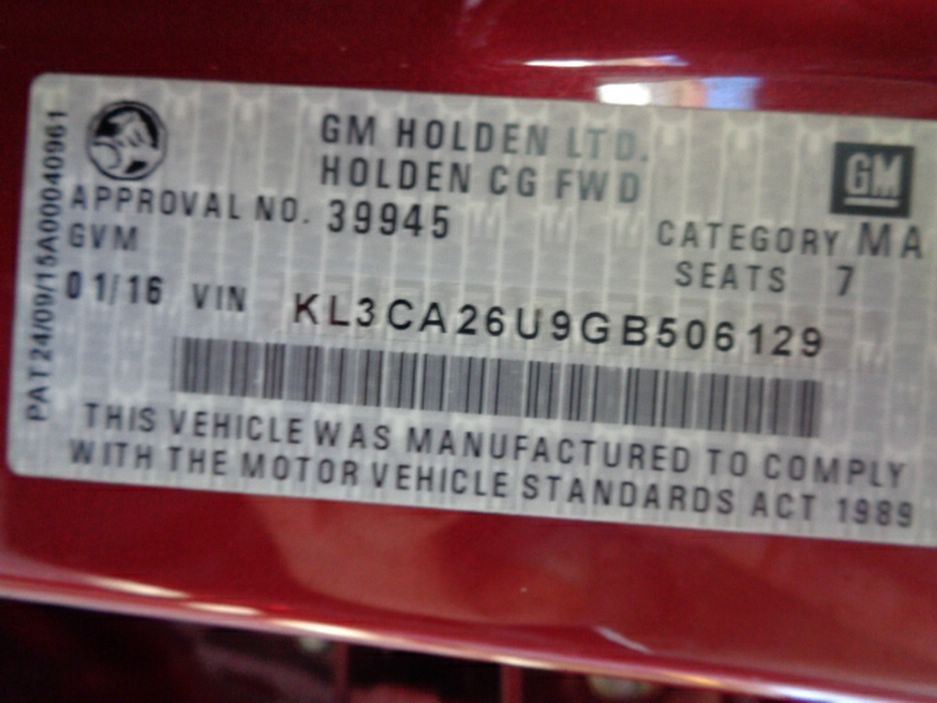 GM HOLDEN LTD.
HOLDEN CG FWD
GM
APPROVAL NO. 39945
CATEGORY MA
GVM
SEATS 7
01/16 VIN KL3CA26U9GB506129
THIS VEHICLE WAS MANUFACTURED TO COMPLY
WITH THE MOTOR VEHICLE STANDARDS ACT 1989
PAT24/09/15A00040961